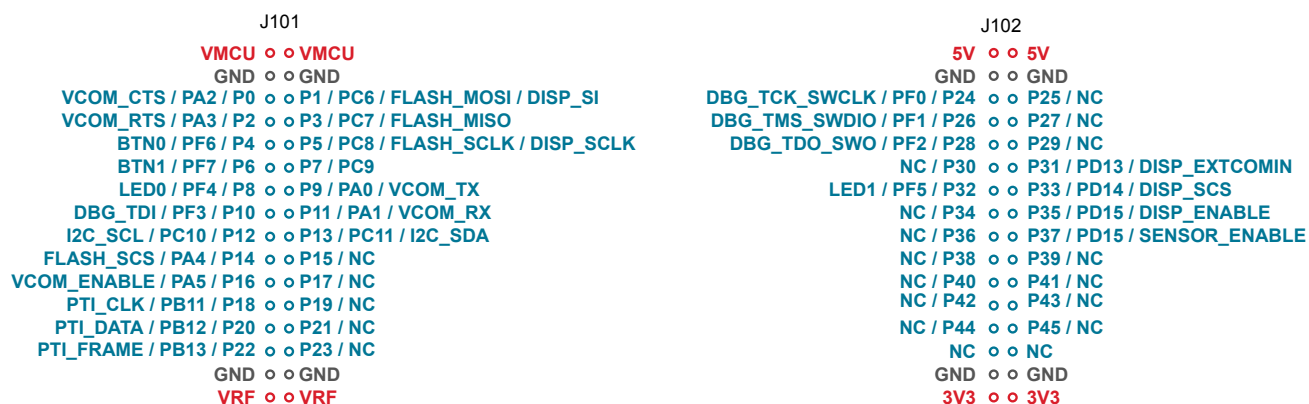 J101
VMCU VMCU
GND GND
VCOM_CTS / PA2 / P0 P1 / PC6 / FLASH_MOSI / DISP_SI
VCOM_RTS / PA3 / P2 P3 / PC7 / FLASH_MISO
BTN0 / PF6 / P4 P5 / PC8 / FLASH_SCLK / DISP_SCLK
BTN1 / PF7 / P6 P7 / PC9
LED0 / PF4 / P8 P9 / PA0 / VCOM_TX
DBG_TDI / PF3 / P10 P11 / PA1 / VCOM_RX
I2C_SCL / PC10 / P12 P13 / PC11 / I2C_SDA
FLASH_SCS / PA4 / P14 P15 / NC
VCOM_ENABLE / PA5 / P16 P17 / NC
PTI_CLK / PB11 / P18 P19 / NC
PTI_DATA / PB12 / P20 P21 / NC
PTI_FRAME / PB13 / P22 P23 / NC
GND GND
VRF VRF
J102
5V 5V
GND GND
DBG_TCK_SWCLK / PF0 / P24 P25 / NC
DBG_TMS_SWDIO / PF1 / P26 P27 / NC
DBG_TDO_SWO / PF2 / P28 P29 / NC
NC / P30 P31 / PD13 / DISP_EXTCOMIN
LED1 / PF5 / P32 P33 / PD14 / DISP_SCS
NC / P34 P35 / PD15 / DISP_ENABLE
NC / P36 P37 / PD15 / SENSOR_ENABLE
NC / P38 P39 / NC
NC / P40 P41 / NC
NC / P42 P43 / NC
NC / P44 P45 / NC
NC NC
GND GND
3V3 3V3